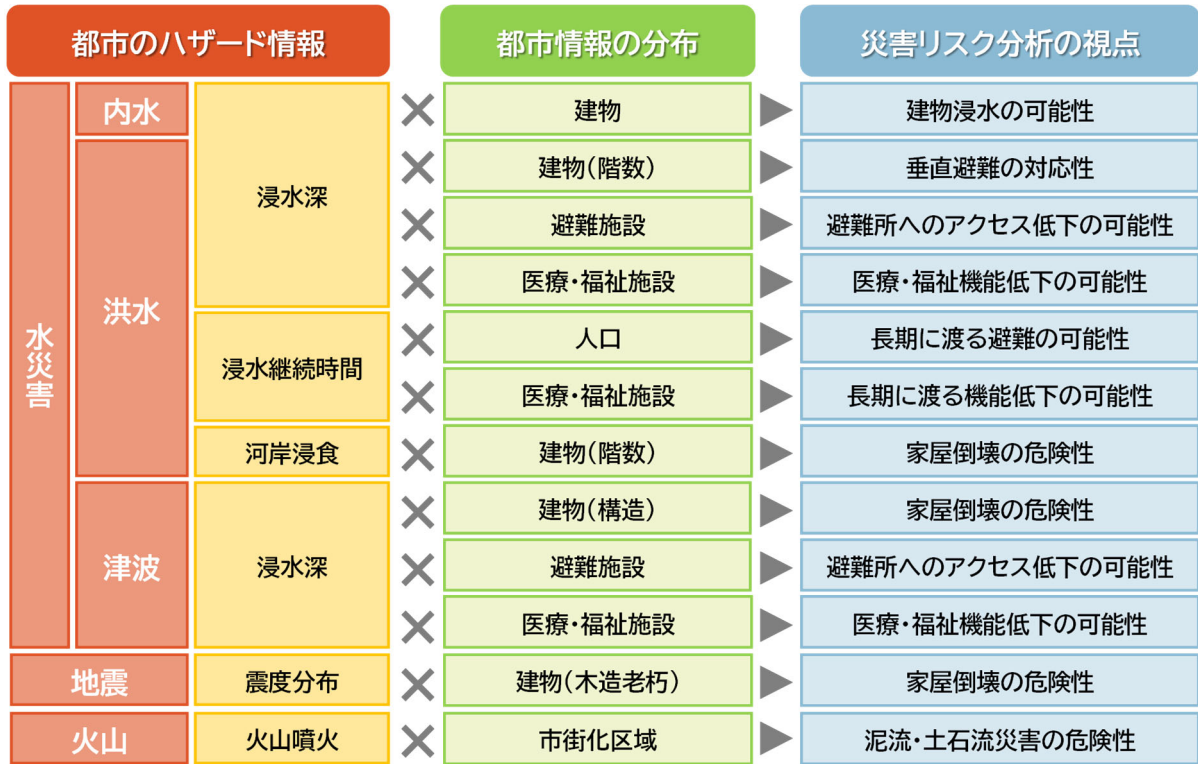 都市のハザード情報
都市情報の分布
災害リスク分析の視点
水災害
内水
浸水深
×
建物
▶
建物浸水の可能性
洪水
×
建物(階数)
▶
垂直避難の対応性
×
避難施設
▶
避難所へのアクセス低下の可能性
×
医療・福祉施設
▶
医療・福祉機能低下の可能性
浸水継続時間
×
人口
▶
長期に渡る避難の可能性
×
医療・福祉施設
▶
長期に渡る機能低下の可能性
河岸浸食
×
建物(階数)
▶
家屋倒壊の危険性
津波
浸水深
×
建物(構造)
▶
家屋倒壊の危険性
×
避難施設
▶
避難所へのアクセス低下の可能性
×
医療・福祉施設
▶
医療・福祉機能低下の可能性
地震
震度分布
×
建物(木造老朽)
▶
家屋倒壊の危険性
火山
火山噴火
×
市街化区域
▶
泥流・土石流災害の危険性